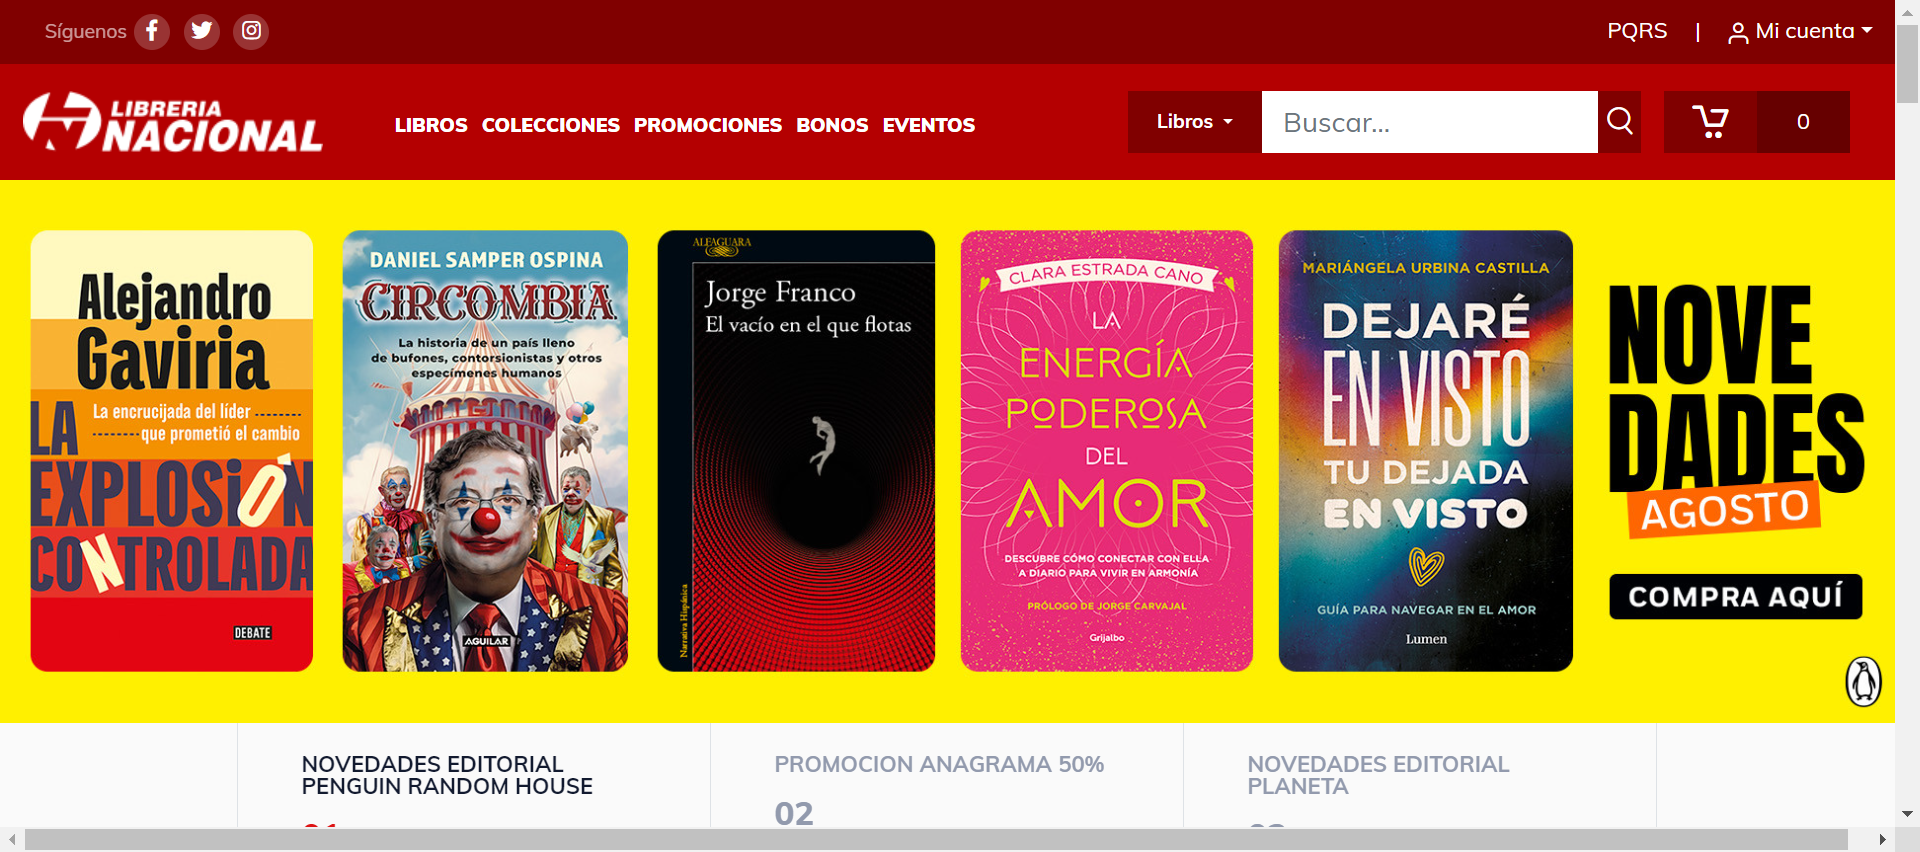 Síguenos
PQRS | Mi cuenta
LIBRERIA
NACIONAL
LIBROS COLECCIONES PROMOCIONES BONOS EVENTOS
Libros
Buscar...
0
Alejandro
Gaviria
La encrucijada del líder
que prometió el cambio
LA
EXPLOSIÓN
CONTROLADA
DEBATE
DANIEL SAMPER OSPINA
CIRCOMBIA
La historia de un país lleno
de bufones, contorsionistas y otros
especímenes humanos
AGUILAR
ALFAGUARA
Jorge Franco
El vacío en el que flotas
Narrativa Hispánica
CLARA ESTRADA CANO
LA
ENERGÍA
PODEROSA
DEL
AMOR
DESCUBRE CÓMO CONECTAR CON ELLA
A DIARIO PARA VIVIR EN ARMONÍA
PRÓLOGO DE JORGE CARVAJAL
Grijalbo
MARIÁNGELA URBINA CASTILLA
DEJARÉ
EN VISTO
TU DEJADA
EN VISTO
GUÍA PARA NAVEGAR EN EL AMOR
Lumen
NOVE
DADES
AGOSTO
COMPRA AQUÍ
NOVEDADES EDITORIAL
PENGUIN RANDOM HOUSE
PROMOCION ANAGRAMA 50%
02
NOVEDADES EDITORIAL
PLANETA